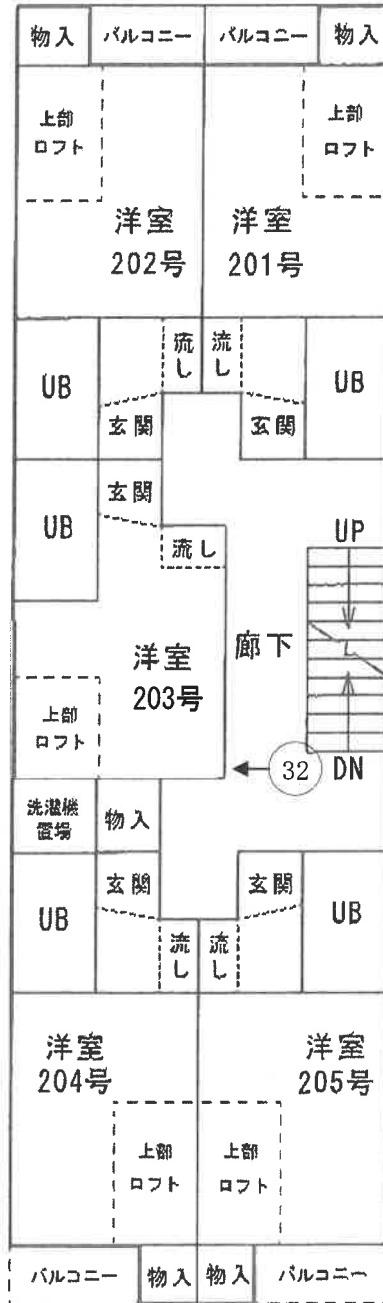 物入 バルコニー バルコニー 物入
上部
ロフト
上部
ロフト
洋室
202号
洋室
201号
UB
流し
流し
UB
玄関
玄関
玄関
UB
UP
流し
洋室
203号
廊下
上部
ロフト
32 DN
洗濯機
置場
物入
玄関
玄関
UB
UB
流し
流し
洋室
204号
洋室
205号
上部
ロフト
上部
ロフト
バルコニー 物入 物入 バルコニー